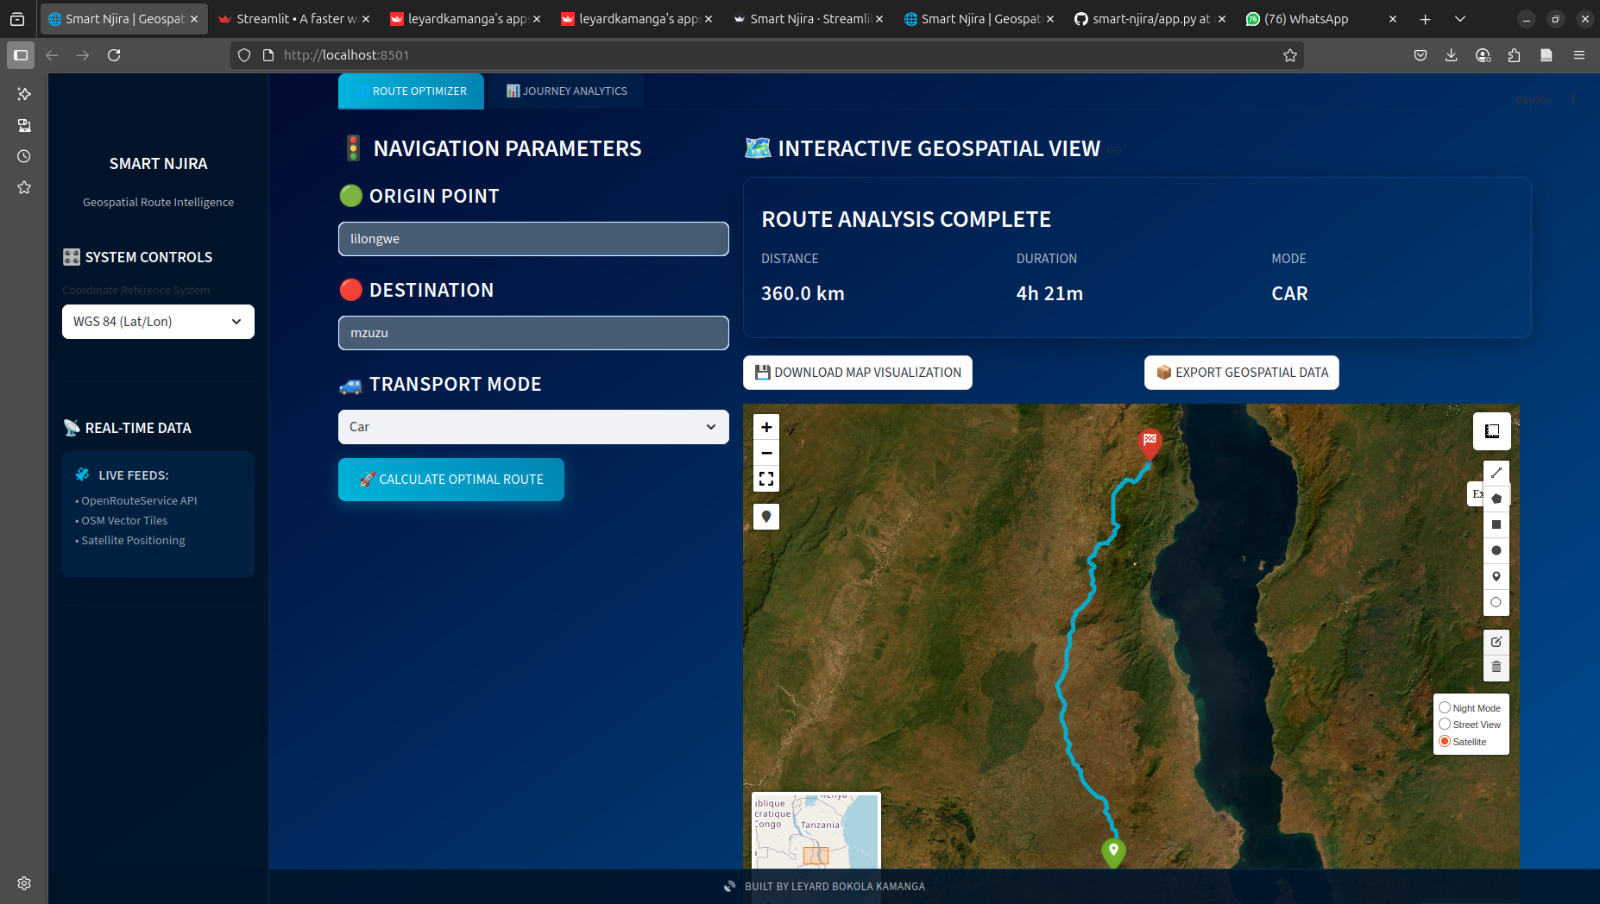 Smart Njira | Geospat
Streamlit • A faster w
leyardkamanga's apps
leyardkamanga's apps
Smart Njira · Streamli
Smart Njira | Geospati
smart-njira/app.py at
(76) WhatsApp
http://localhost:8501
Deploy
SMART NJIRA
Geospatial Route Intelligence
SYSTEM CONTROLS
Coordinate Reference System
WGS 84 (Lat/Lon)
REAL-TIME DATA
LIVE FEEDS:
• OpenRouteService API
• OSM Vector Tiles
• Satellite Positioning
ROUTE OPTIMIZER
JOURNEY ANALYTICS
NAVIGATION PARAMETERS
ORIGIN POINT
lilongwe
DESTINATION
mzuzu
TRANSPORT MODE
Car
CALCULATE OPTIMAL ROUTE
INTERACTIVE GEOSPATIAL VIEW
ROUTE ANALYSIS COMPLETE
DISTANCE
DURATION
MODE
360.0 km
4h 21m
CAR
DOWNLOAD MAP VISUALIZATION
EXPORT GEOSPATIAL DATA
+
−
Ex
Night Mode
Street View
Satellite
Kenya
ublique
cratique
Congo
Tanzania
BUILT BY LEYARD BOKOLA KAMANGA